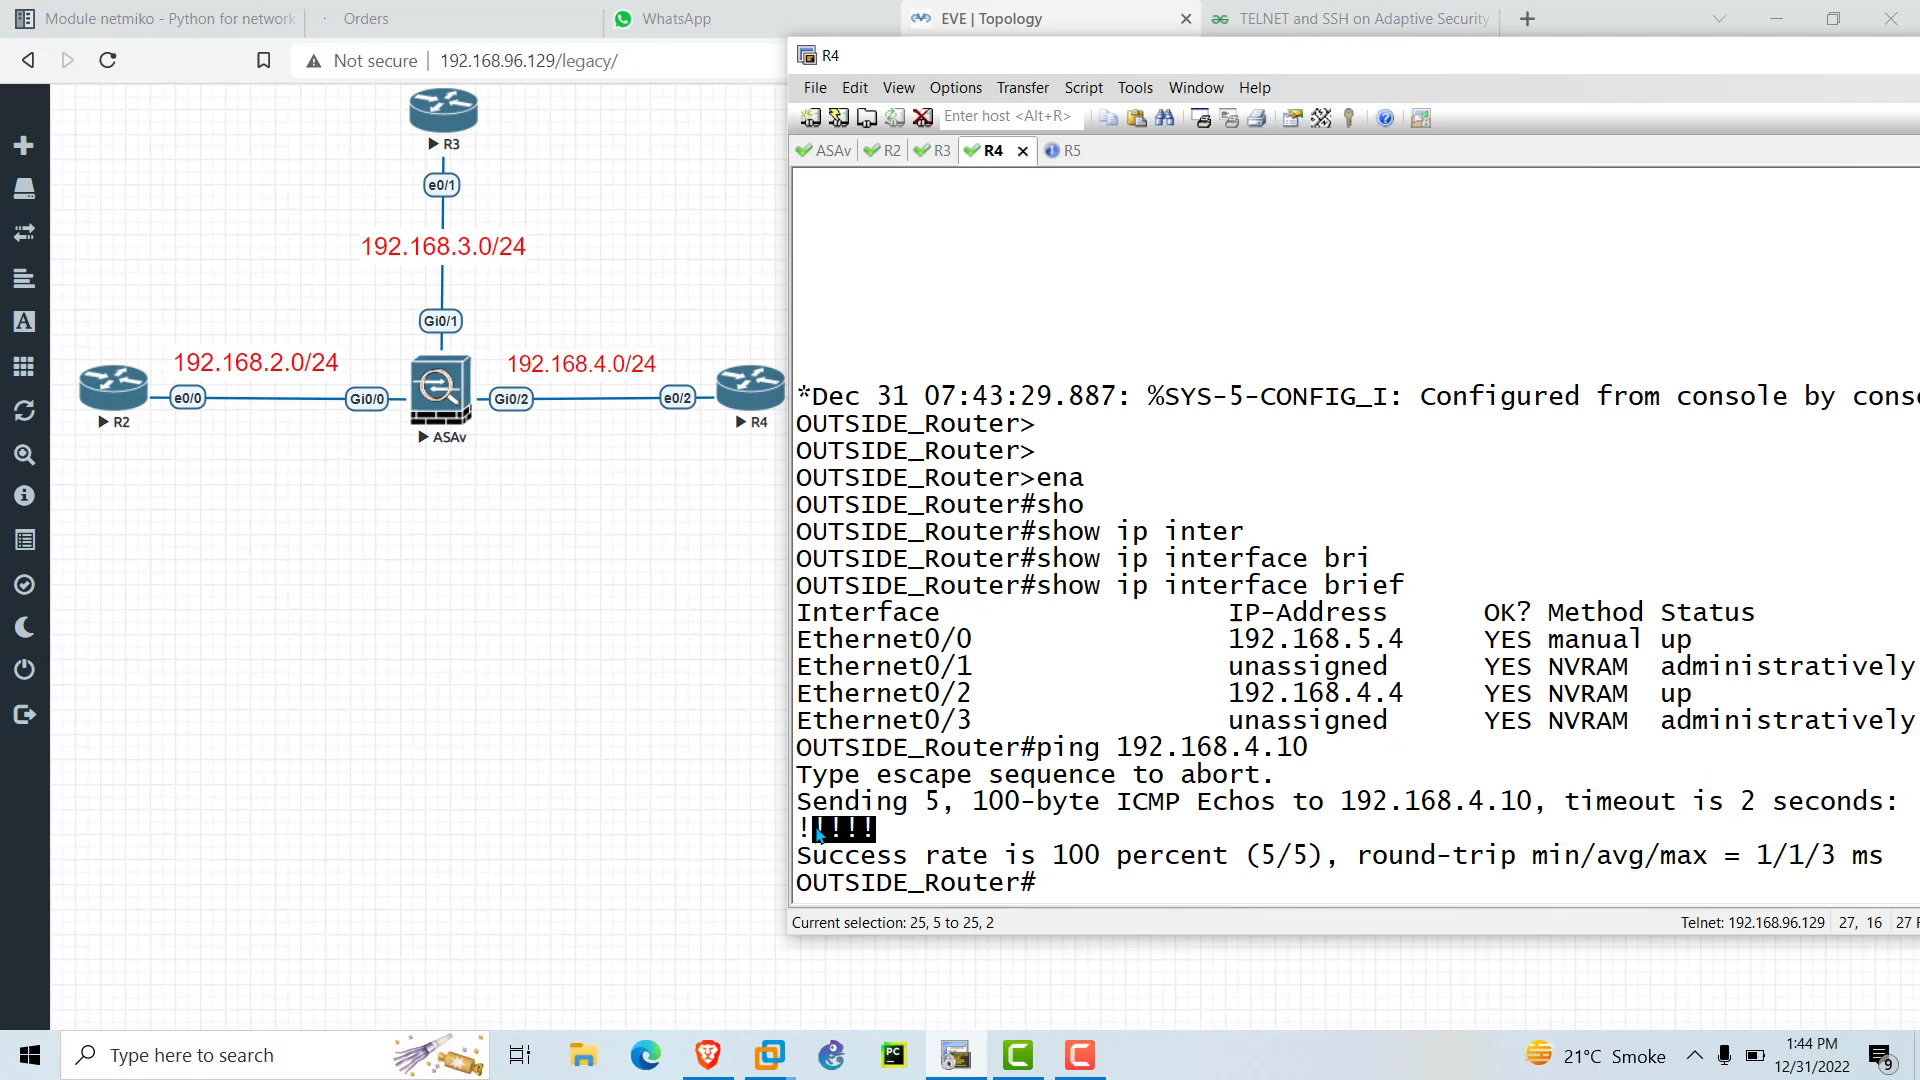 Module netmiko - Python for network
Orders
WhatsApp
EVE | Topology
TELNET and SSH on Adaptive Security
Not secure
192.168.96.129/legacy/
R3
e0/1
192.168.3.0/24
Gi0/1
192.168.2.0/24
192.168.4.0/24
e0/0
Gi0/0
Gi0/2
e0/2
R2
ASAv
R4
R4
File Edit View Options Transfer Script Tools Window Help
Enter host <Alt+R>
ASAv R2 R3 R4 R5
*Dec 31 07:43:29.887: %SYS-5-CONFIG_I: Configured from console by conso
OUTSIDE_Router>
OUTSIDE_Router>
OUTSIDE_Router>ena
OUTSIDE_Router#sho
OUTSIDE_Router#show ip inter
OUTSIDE_Router#show ip interface bri
OUTSIDE_Router#show ip interface brief
Interface IP-Address OK? Method Status
Ethernet0/0 192.168.5.4 YES manual up
Ethernet0/1 unassigned YES NVRAM administratively
Ethernet0/2 192.168.4.4 YES NVRAM up
Ethernet0/3 unassigned YES NVRAM administratively
OUTSIDE_Router#ping 192.168.4.10
Type escape sequence to abort.
Sending 5, 100-byte ICMP Echos to 192.168.4.10, timeout is 2 seconds:
!!!!!
Success rate is 100 percent (5/5), round-trip min/avg/max = 1/1/3 ms
OUTSIDE_Router#
Current selection: 25, 5 to 25, 2
Telnet: 192.168.96.129 27, 16 27 R
Type here to search
PC
21°C Smoke
1:44 PM
12/31/2022
9